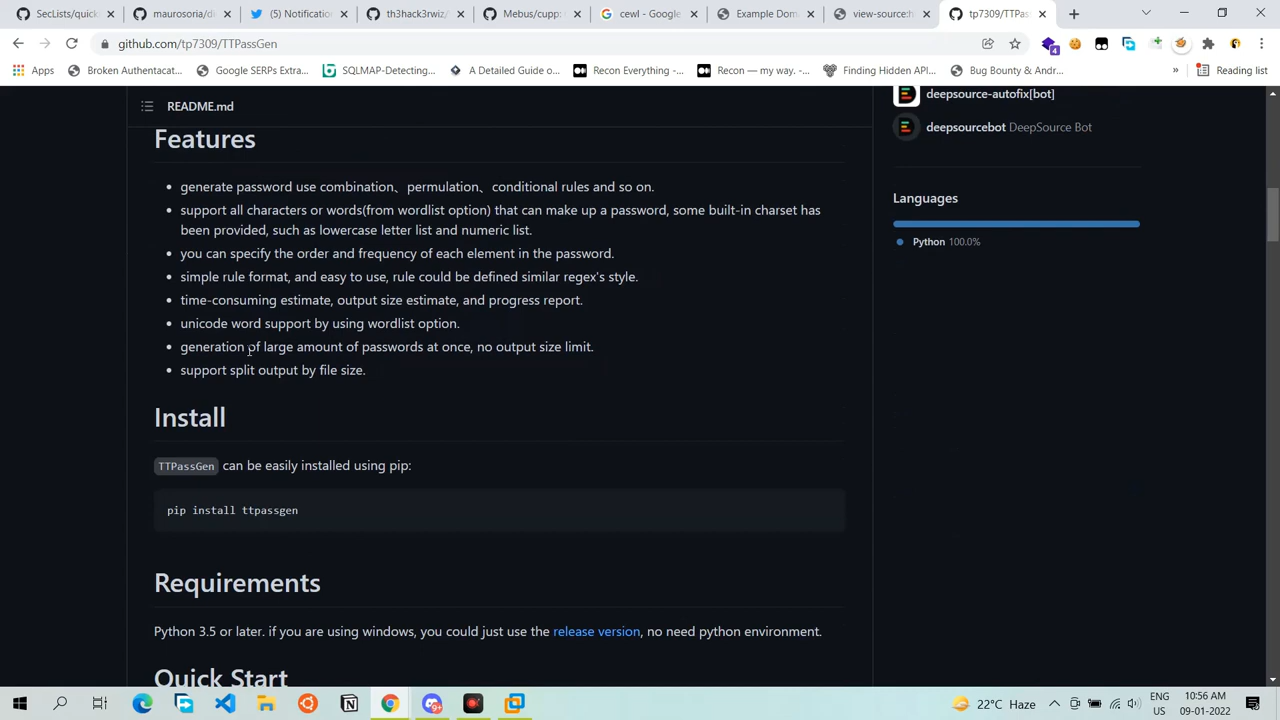 SecLists/quick
maurosoria/di
(5) Notification
th3hack3rwiz/
Mebus/cupp:
cewl - Google
Example Dom
view-source:h
tp7309/TTPas
github.com/tp7309/TTPassGen
4
Apps
Broken Authentacat...
Google SERPs Extra...
SQLMAP-Detecting...
A Detailed Guide o...
Recon Everything -...
Recon — my way. -...
Finding Hidden API...
Bug Bounty & Andr...
»
Reading list
README.md
deepsource-autofix[bot]
deepsourcebot DeepSource Bot
Languages
Python 100.0%
Features
generate password use combination、permulation、conditional rules and so on.
support all characters or words(from wordlist option) that can make up a password, some built-in charset has
been provided, such as lowercase letter list and numeric list.
you can specify the order and frequency of each element in the password.
simple rule format, and easy to use, rule could be defined similar regex's style.
time-consuming estimate, output size estimate, and progress report.
unicode word support by using wordlist option.
generation of large amount of passwords at once, no output size limit.
support split output by file size.
Install
TTPassGen can be easily installed using pip:
pip install ttpassgen
Requirements
Python 3.5 or later. if you are using windows, you could just use the release version, no need python environment.
Quick Start
22°C Haze
ENG
US
10:56 AM
09-01-2022